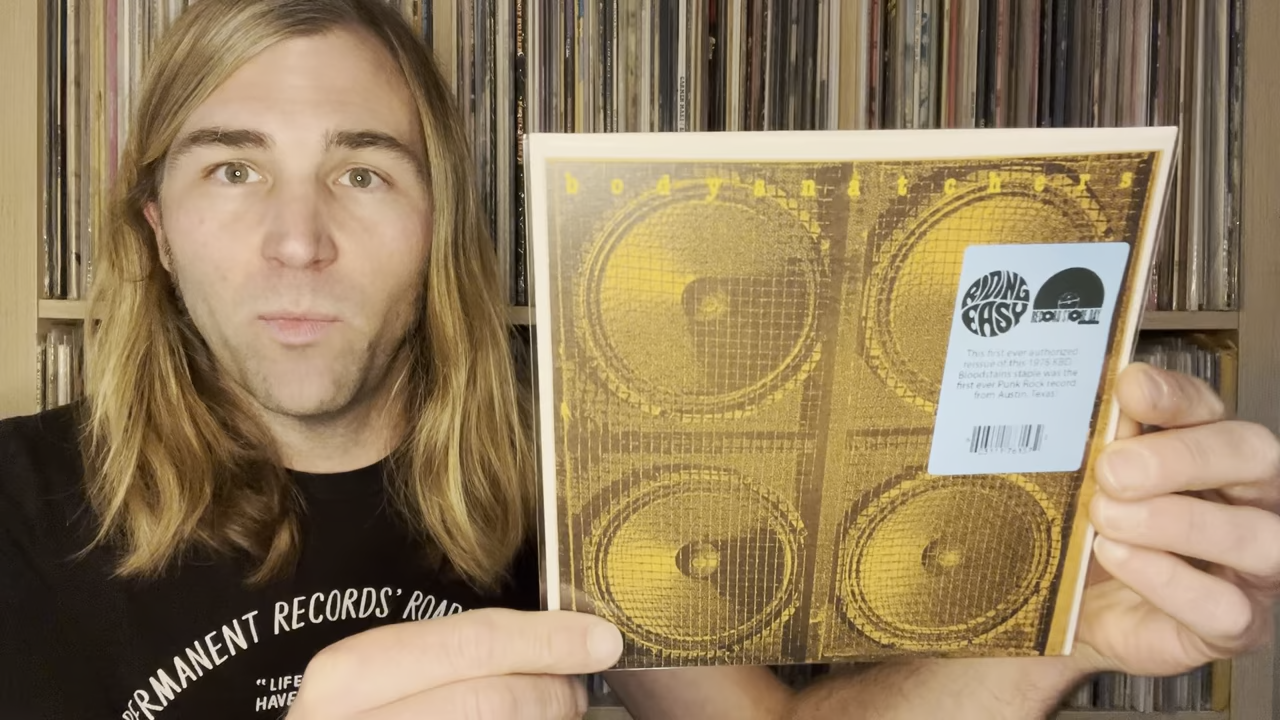 bodysnatchers
RIDING
EASY
RECORD STORE DAY
This first ever authorized
reissue of this 1978 KBD
Bloodstains staple was the
first ever Punk Rock record
from Austin, Texas!
PERMANENT RECORDS' ROAD
"LIFE
HAVE